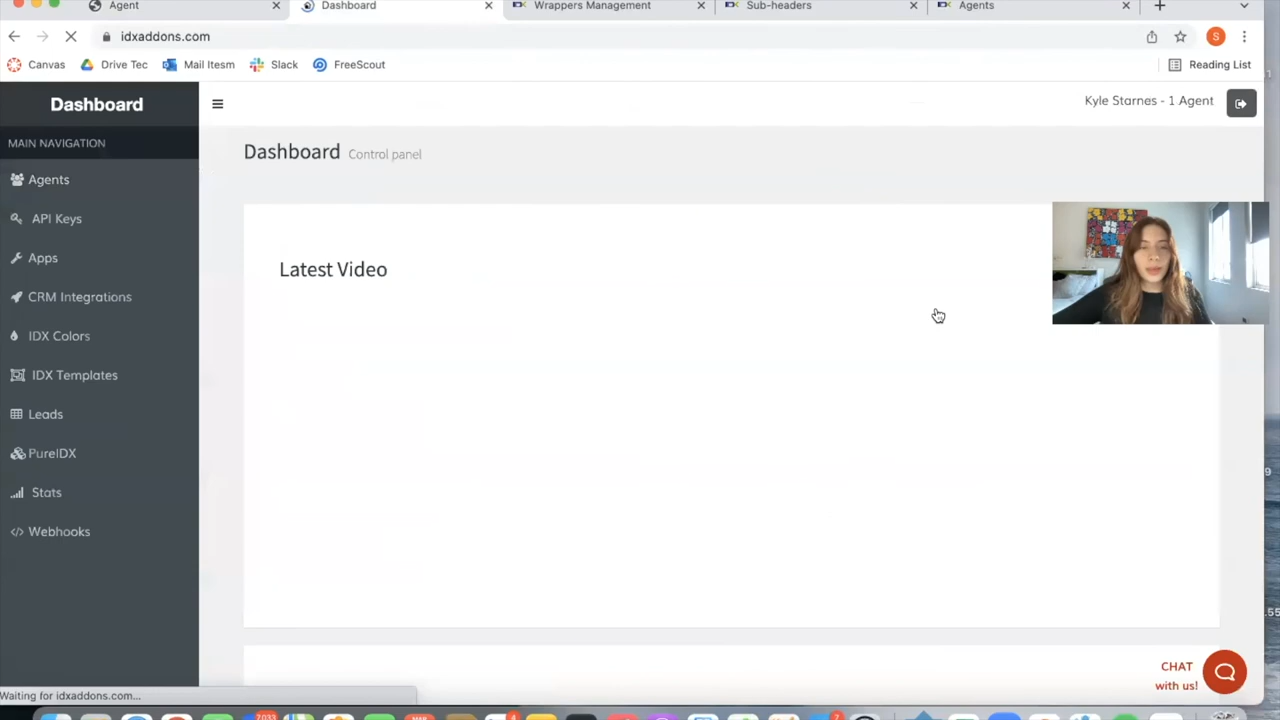 Agent
Dashboard
Wrappers Management
Sub-headers
Agents
idxaddons.com
S
Canvas
Drive Tec
Mail Itesm
Slack
FreeScout
Reading List
Dashboard
Kyle Starnes - 1 Agent
MAIN NAVIGATION
Dashboard Control panel
Agents
API Keys
Latest Video
Apps
CRM Integrations
IDX Colors
IDX Templates
Leads
PureIDX
Stats
Webhooks
CHAT
with us!
Waiting for idxaddons.com...
7,033